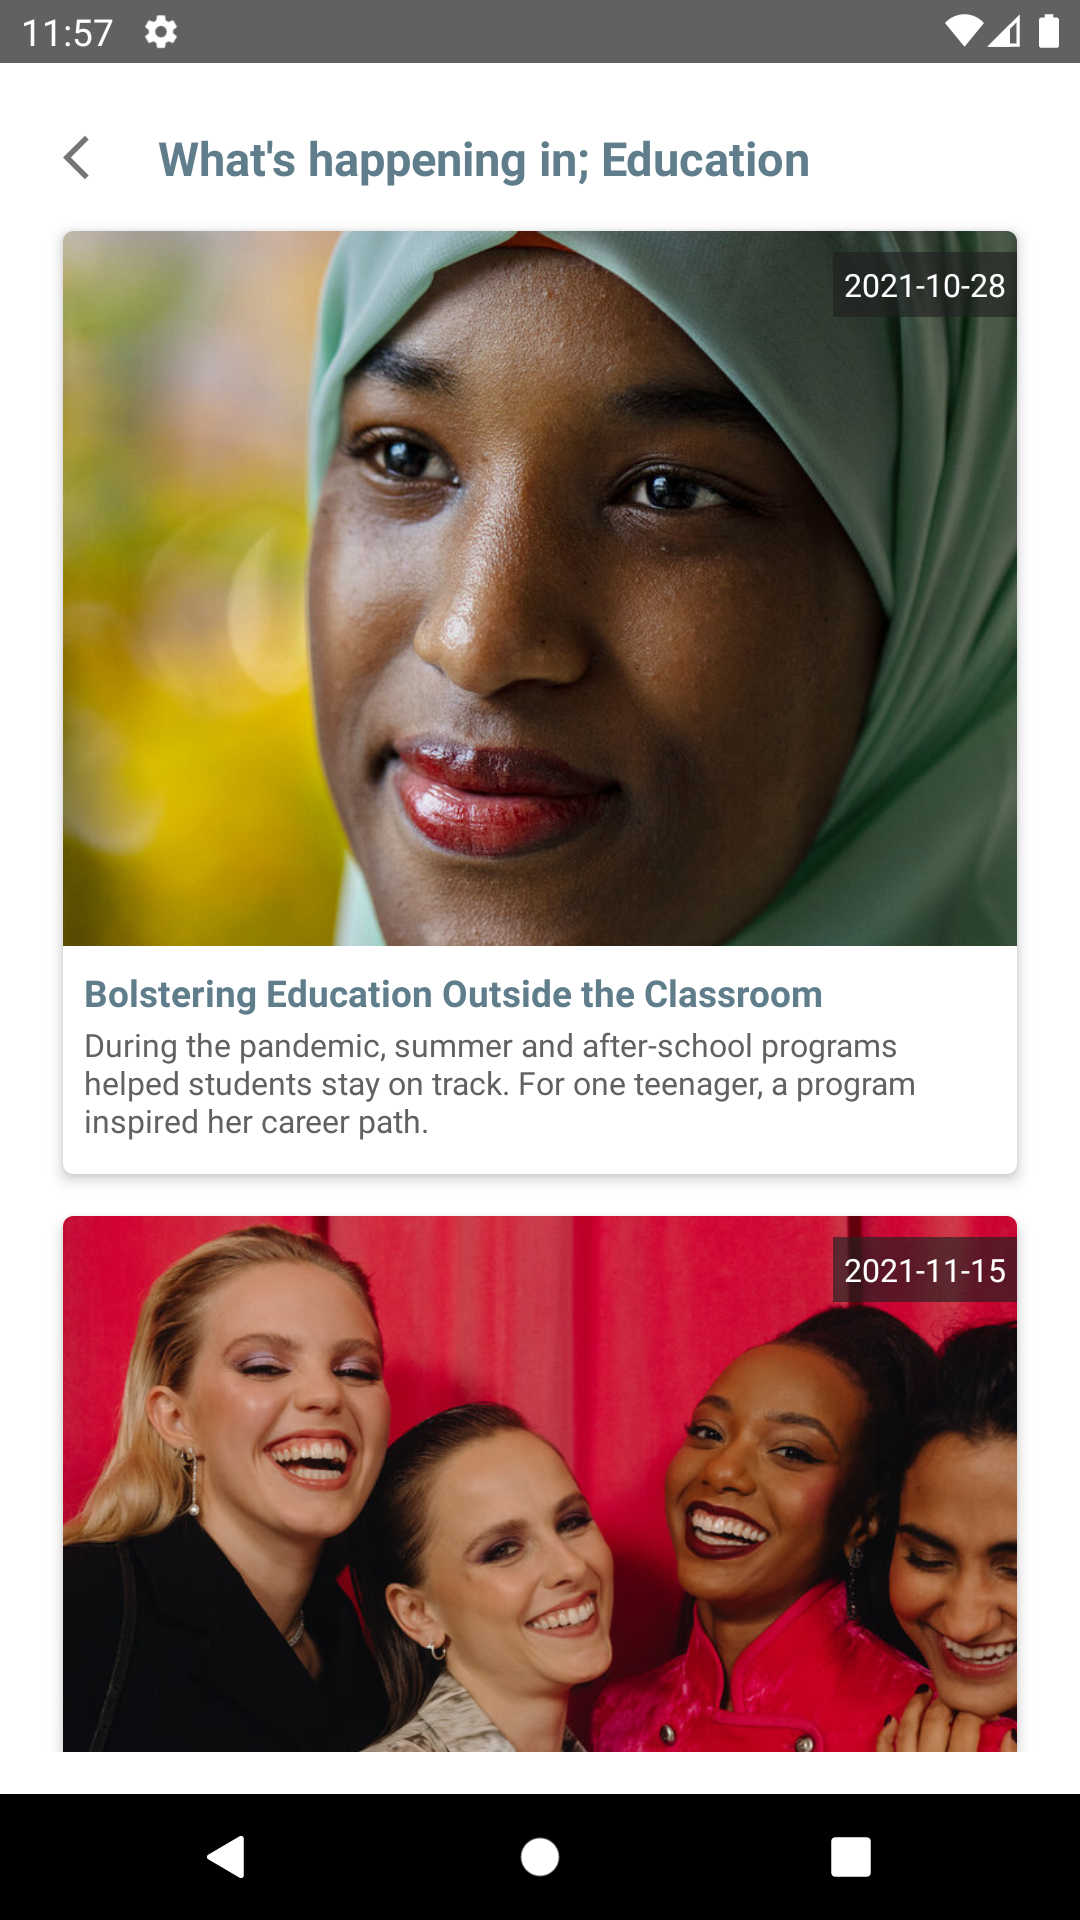 11:57
What's happening in; Education
2021-10-28
Bolstering Education Outside the Classroom
During the pandemic, summer and after-school programs
helped students stay on track. For one teenager, a program
inspired her career path.
2021-11-15